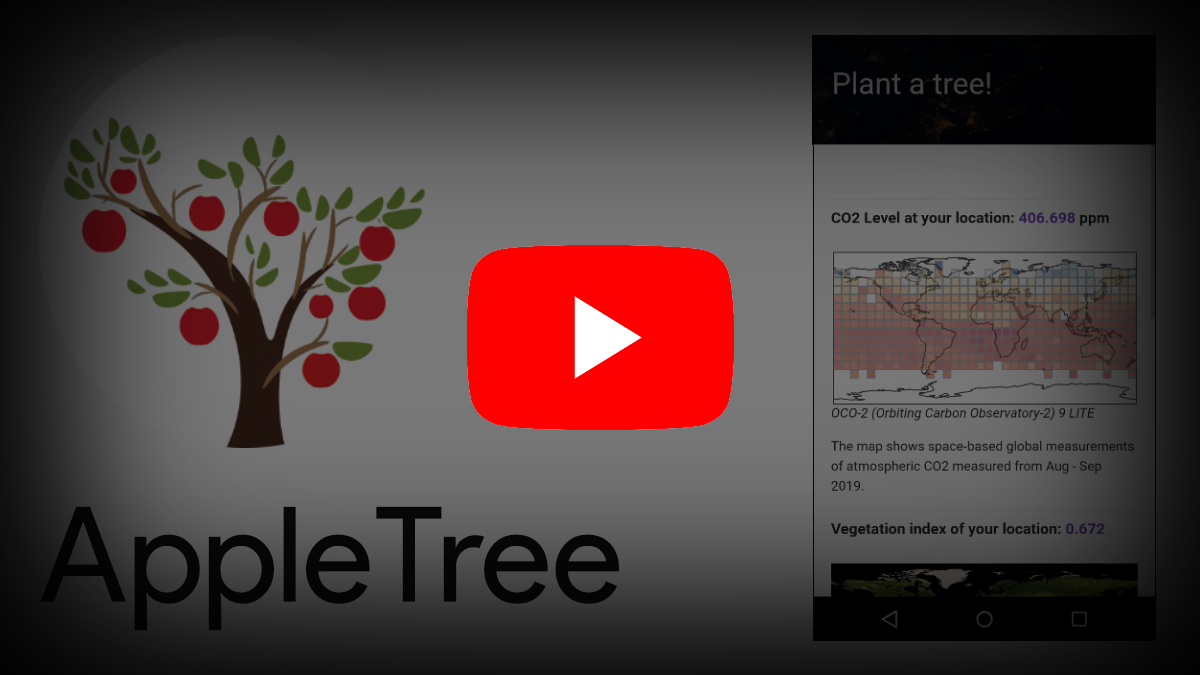 Plant a tree!
CO2 Level at your location: 406.698 ppm
OCO-2 (Orbiting Carbon Observatory-2) 9 LITE
The map shows space-based global measurements
of atmospheric CO2 measured from Aug - Sep
2019.
Vegetation index of your location: 0.672
AppleTree